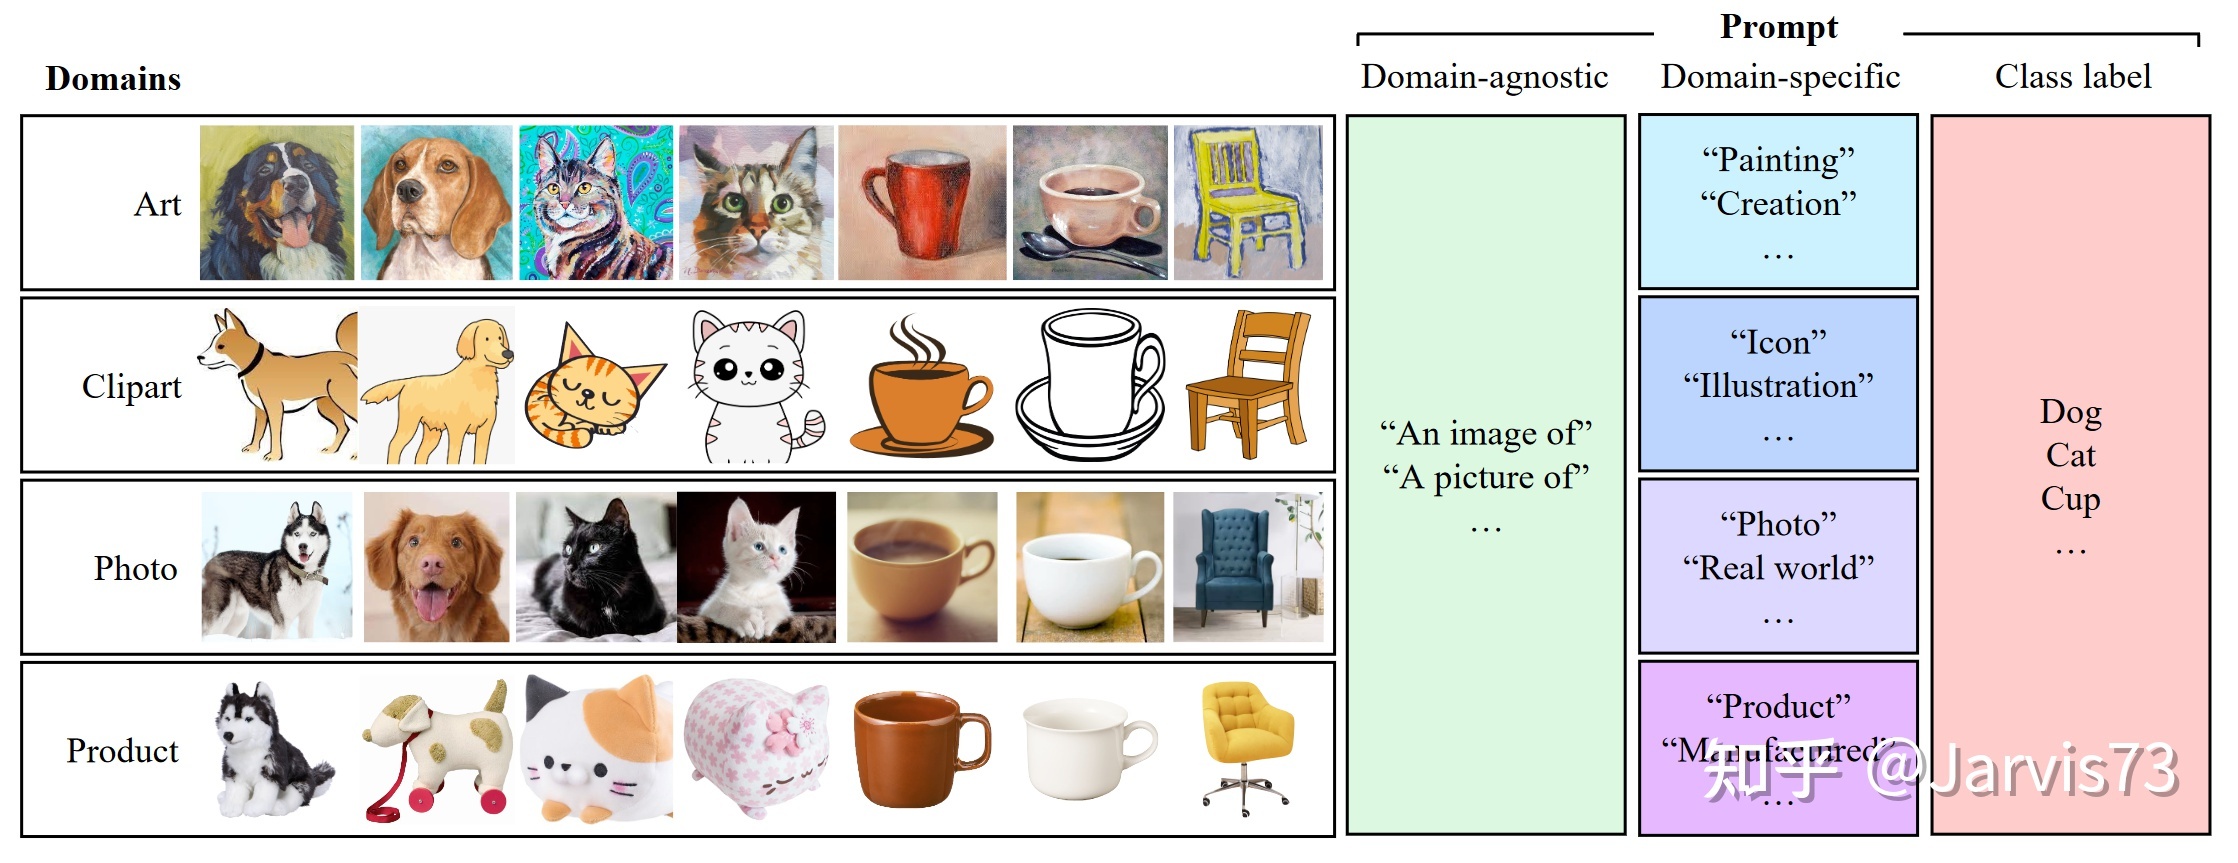 Prompt
Domains
Domain-agnostic
Domain-specific
Class label
Art
Clipart
Photo
Product
“An image of”
“A picture of”
…
“Painting”
“Creation”
…
“Icon”
“Illustration”
…
“Photo”
“Real world”
…
“Product”
“Manufactured”
…
Dog
Cat
Cup
…
知乎 @Jarvis73